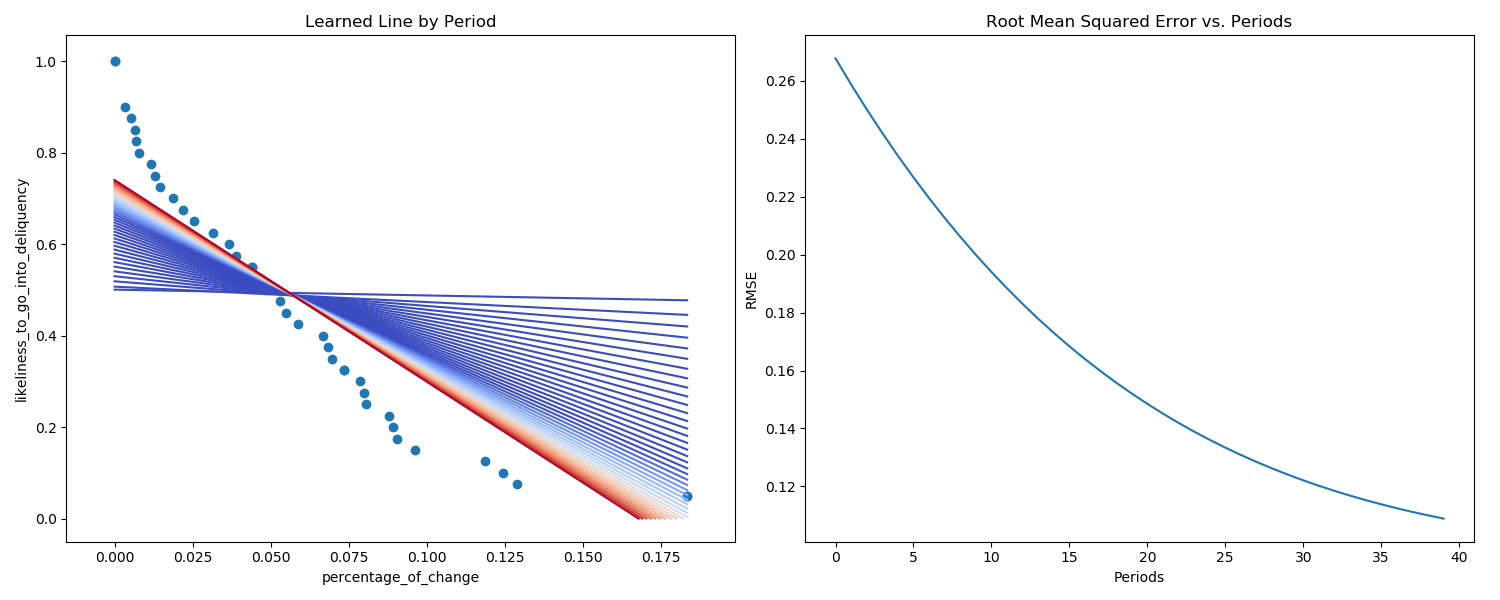 Learned Line by Period
likeliness_to_go_into_deliquency
1.0
0.8
0.6
0.4
0.2
0.0
0.000 0.025 0.050 0.075 0.100 0.125 0.150 0.175
percentage_of_change
Root Mean Squared Error vs. Periods
RMSE
0.26
0.24
0.22
0.20
0.18
0.16
0.14
0.12
0 5 10 15 20 25 30 35 40
Periods